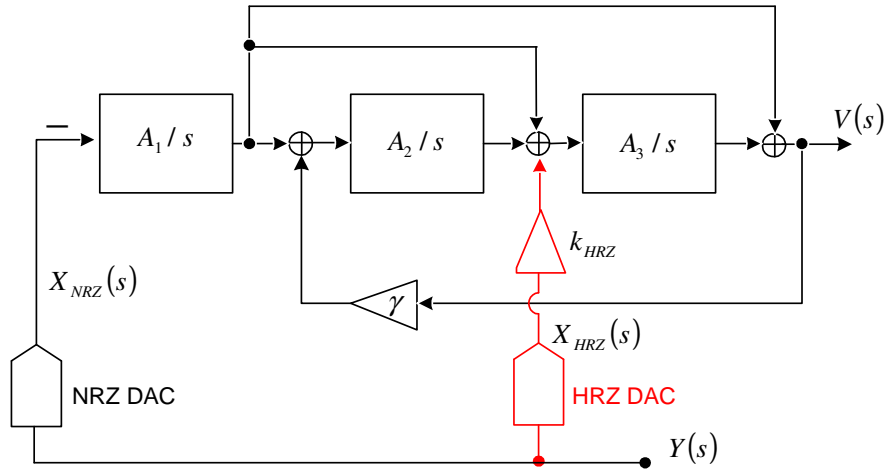 V(s)
− A₁ / s
A₂ / s
A₃ / s
k_HRZ
X_NRZ(s)
γ
X_HRZ(s)
NRZ DAC
HRZ DAC
Y(s)